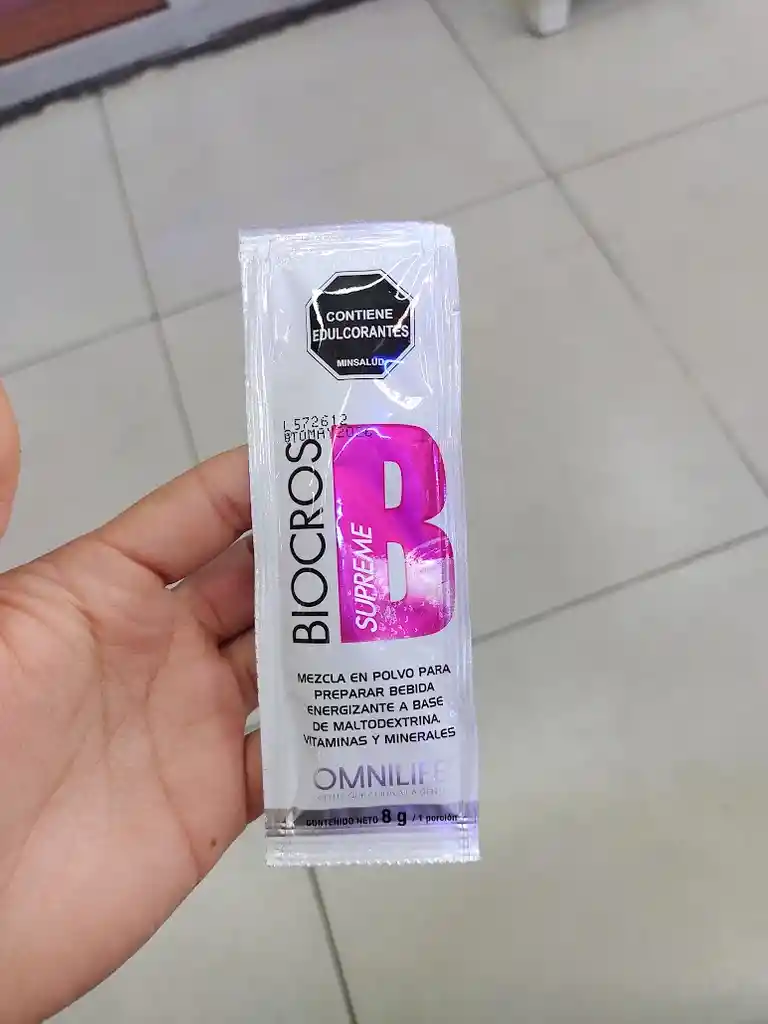 CONTIENE
EDULCORANTES
MINSALUD
L572612
BIOCROS
B
SUPREME
MEZCLA EN POLVO PARA
PREPARAR BEBIDA
ENERGIZANTE A BASE
DE MALTODEXTRINA,
VITAMINAS Y MINERALES
OMNILIFE
CONTENIDO NETO 8 g / 1 porción